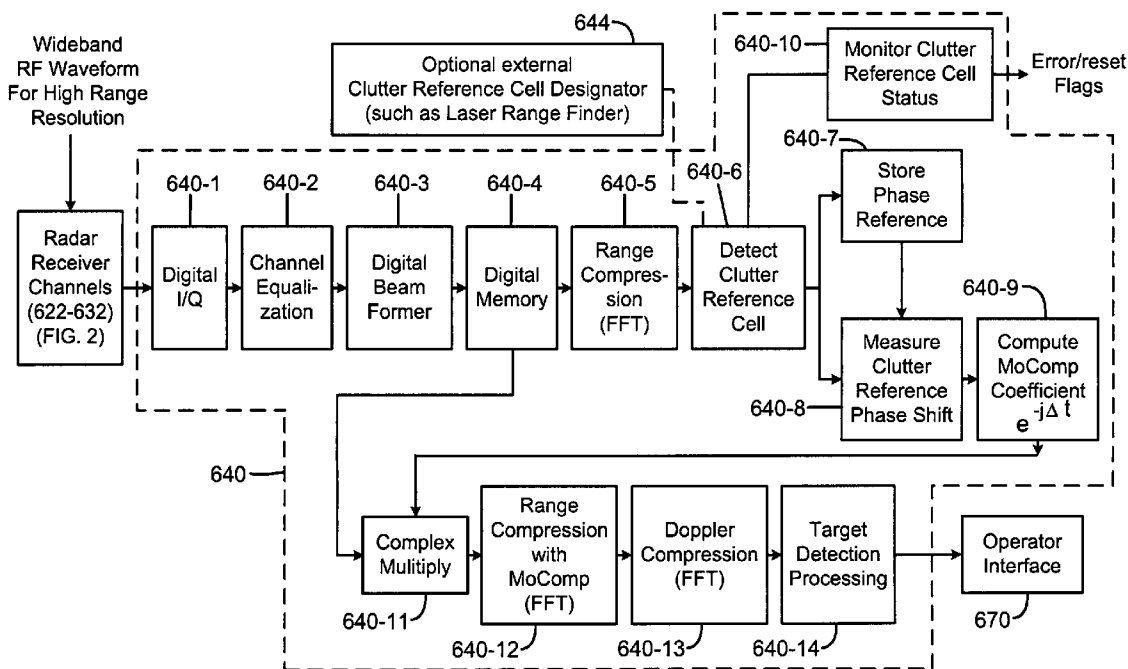 Wideband
RF Waveform
For High Range
Resolution
644
Optional external
Clutter Reference Cell Designator
(such as Laser Range Finder)
640-10
Monitor Clutter
Reference Cell
Status
Error/reset
Flags
640-1
640-2
640-3
640-4
640-5
640-6
640-7
Radar
Receiver
Channels
(622-632)
(FIG. 2)
Digital
I/Q
Channel
Equali-
zation
Digital
Beam
Former
Digital
Memory
Range
Compres-
sion
(FFT)
Detect
Clutter
Reference
Cell
Store
Phase
Reference
640-9
Measure
Clutter
Reference
Phase Shift
640-8
Compute
MoComp
Coefficient
e -jΔ t
640
Complex
Mulitiply
640-11
Range
Compression
with
MoComp
(FFT)
640-12
Doppler
Compression
(FFT)
640-13
Target
Detection
Processing
640-14
Operator
Interface
670